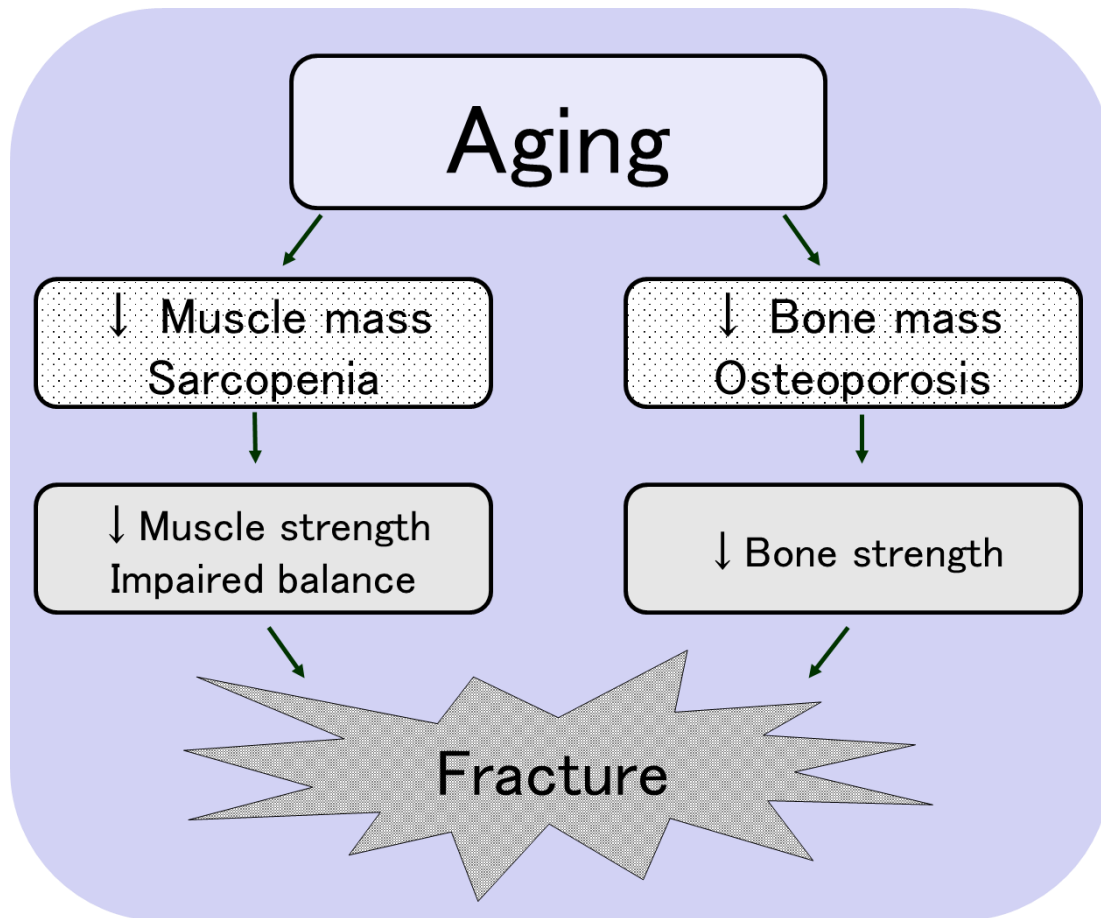 Aging
↓ Muscle mass
Sarcopenia
↓ Bone mass
Osteoporosis
↓ Muscle strength
Impaired balance
↓ Bone strength
Fracture